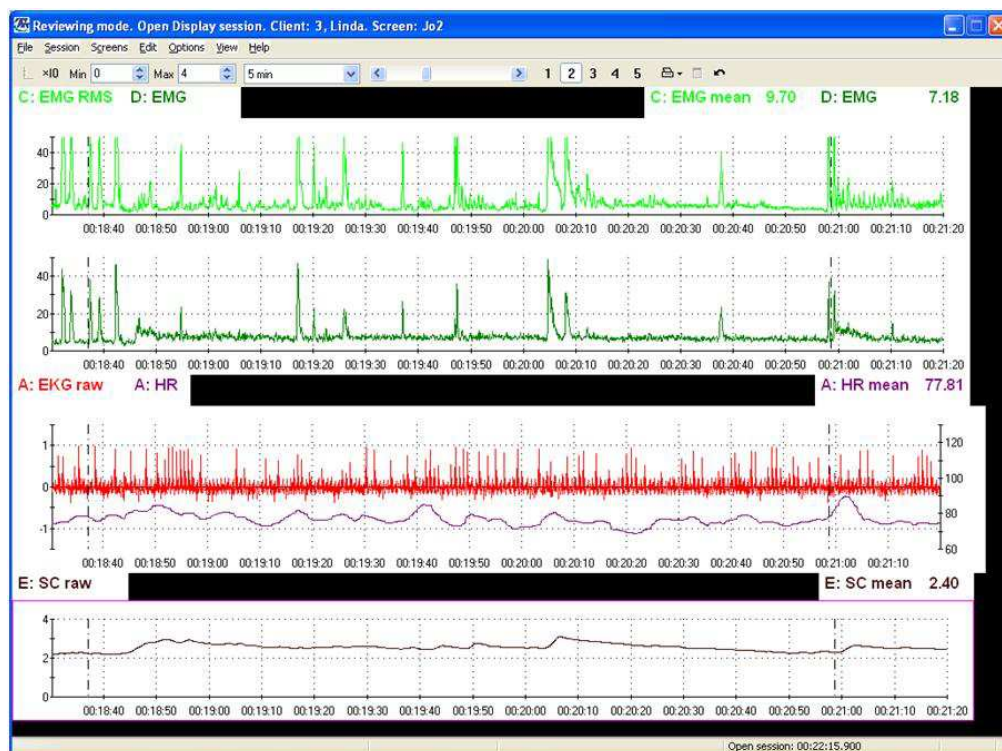 Reviewing mode. Open Display session. Client: 3, Linda. Screen: Jo2
File Session Screens Edit Options View Help
×10 Min 0 Max 4 5 min 1 2 3 4 5
C: EMG RMS D: EMG C: EMG mean 9.70 D: EMG 7.18
40
20
0
00:18:40 00:18:50 00:19:00 00:19:10 00:19:20 00:19:30 00:19:40 00:19:50 00:20:00 00:20:10 00:20:20 00:20:30 00:20:40 00:20:50 00:21:00 00:21:10 00:21:20
40
20
0
00:18:40 00:18:50 00:19:00 00:19:10 00:19:20 00:19:30 00:19:40 00:19:50 00:20:00 00:20:10 00:20:20 00:20:30 00:20:40 00:20:50 00:21:00 00:21:10 00:21:20
A: EKG raw A: HR A: HR mean 77.81
1 120
0 100
-1 80
60
00:18:40 00:18:50 00:19:00 00:19:10 00:19:20 00:19:30 00:19:40 00:19:50 00:20:00 00:20:10 00:20:20 00:20:30 00:20:40 00:20:50 00:21:00 00:21:10
E: SC raw E: SC mean 2.40
4
2
0
00:18:40 00:18:50 00:19:00 00:19:10 00:19:20 00:19:30 00:19:40 00:19:50 00:20:00 00:20:10 00:20:20 00:20:30 00:20:40 00:20:50 00:21:00 00:21:10 00:21:20
Open session: 00:22:15.900